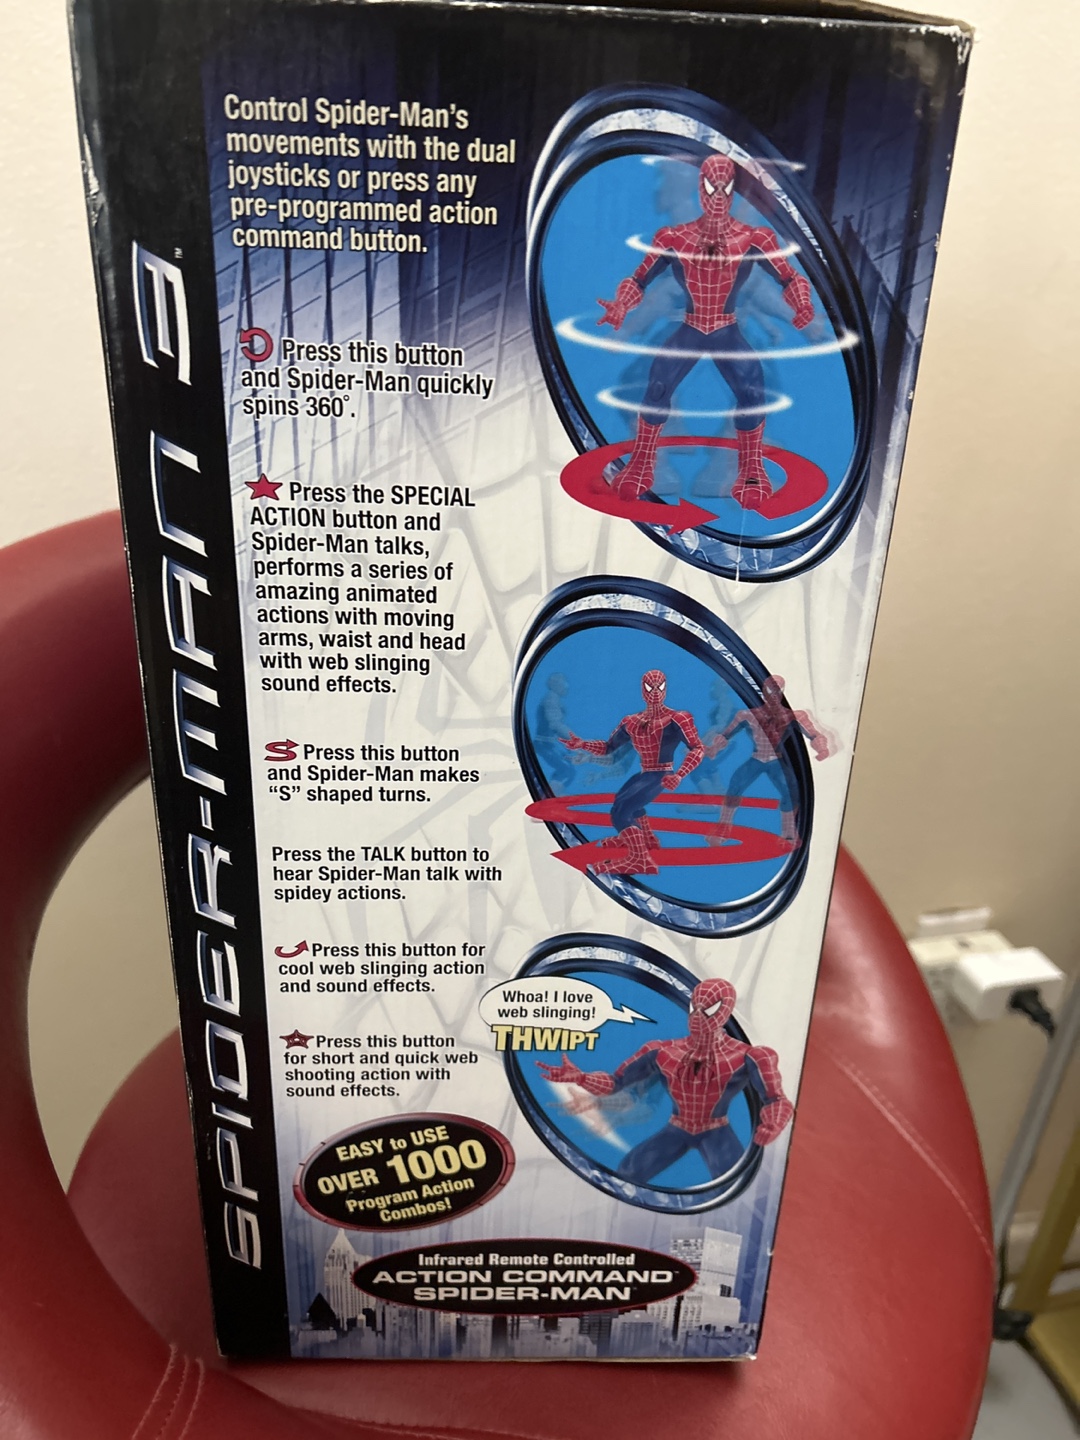 SPIDER-MAN 3™
Control Spider-Man's
movements with the dual
joysticks or press any
pre-programmed action
command button.
Press this button
and Spider-Man quickly
spins 360°.
Press the SPECIAL
ACTION button and
Spider-Man talks,
performs a series of
amazing animated
actions with moving
arms, waist and head
with web slinging
sound effects.
Press this button
and Spider-Man makes
“S” shaped turns.
Press the TALK button to
hear Spider-Man talk with
spidey actions.
Press this button for
cool web slinging action
and sound effects.
Press this button
for short and quick web
shooting action with
sound effects.
Whoa! I love
web slinging!
THWIPT
EASY to USE
OVER 1000
Program Action
Combos!
Infrared Remote Controlled
ACTION COMMAND™
SPIDER-MAN